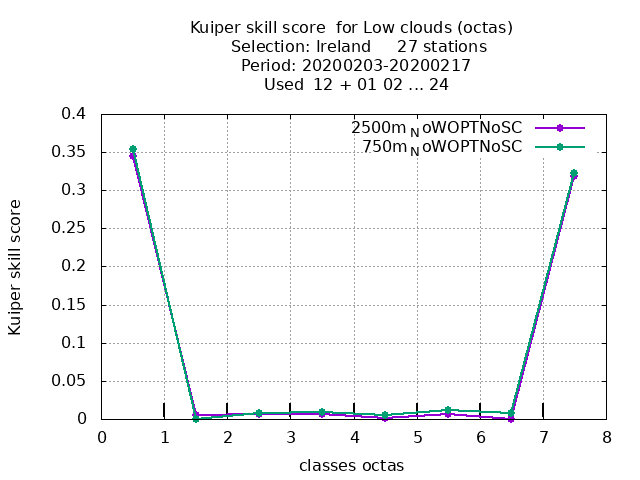 Kuiper skill score  for Low clouds (octas)
Selection: Ireland     27 stations
Period: 20200203-20200217
Used  12 + 01 02 ... 24
2500mNoWOPTNoSC
750mNoWOPTNoSC
0.4
0.35
0.3
0.25
0.2
0.15
0.1
0.05
0
Kuiper skill score
0 1 2 3 4 5 6 7 8
classes octas